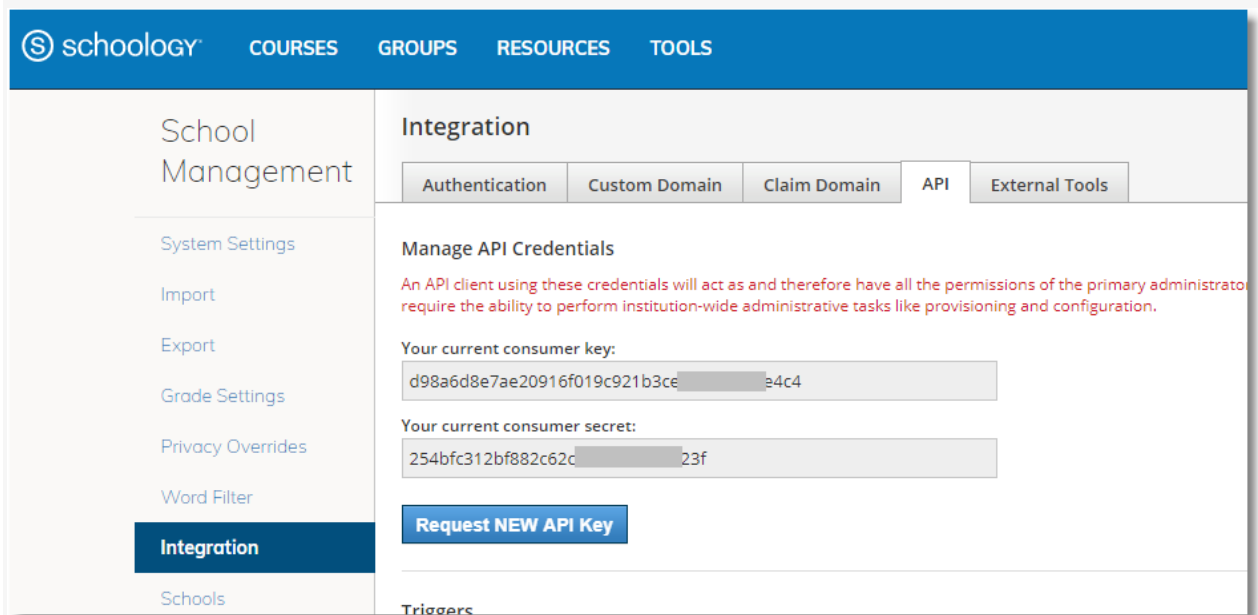 schoology COURSES GROUPS RESOURCES TOOLS
School
Management
System Settings
Import
Export
Grade Settings
Privacy Overrides
Word Filter
Integration
Schools
Integration
Authentication Custom Domain Claim Domain API External Tools
Manage API Credentials
An API client using these credentials will act as and therefore have all the permissions of the primary administrator
require the ability to perform institution-wide administrative tasks like provisioning and configuration.
Your current consumer key:
d98a6d8e7ae20916f019c921b3ce e4c4
Your current consumer secret:
254bfc312bf882c62c 23f
Request NEW API Key
Triggers